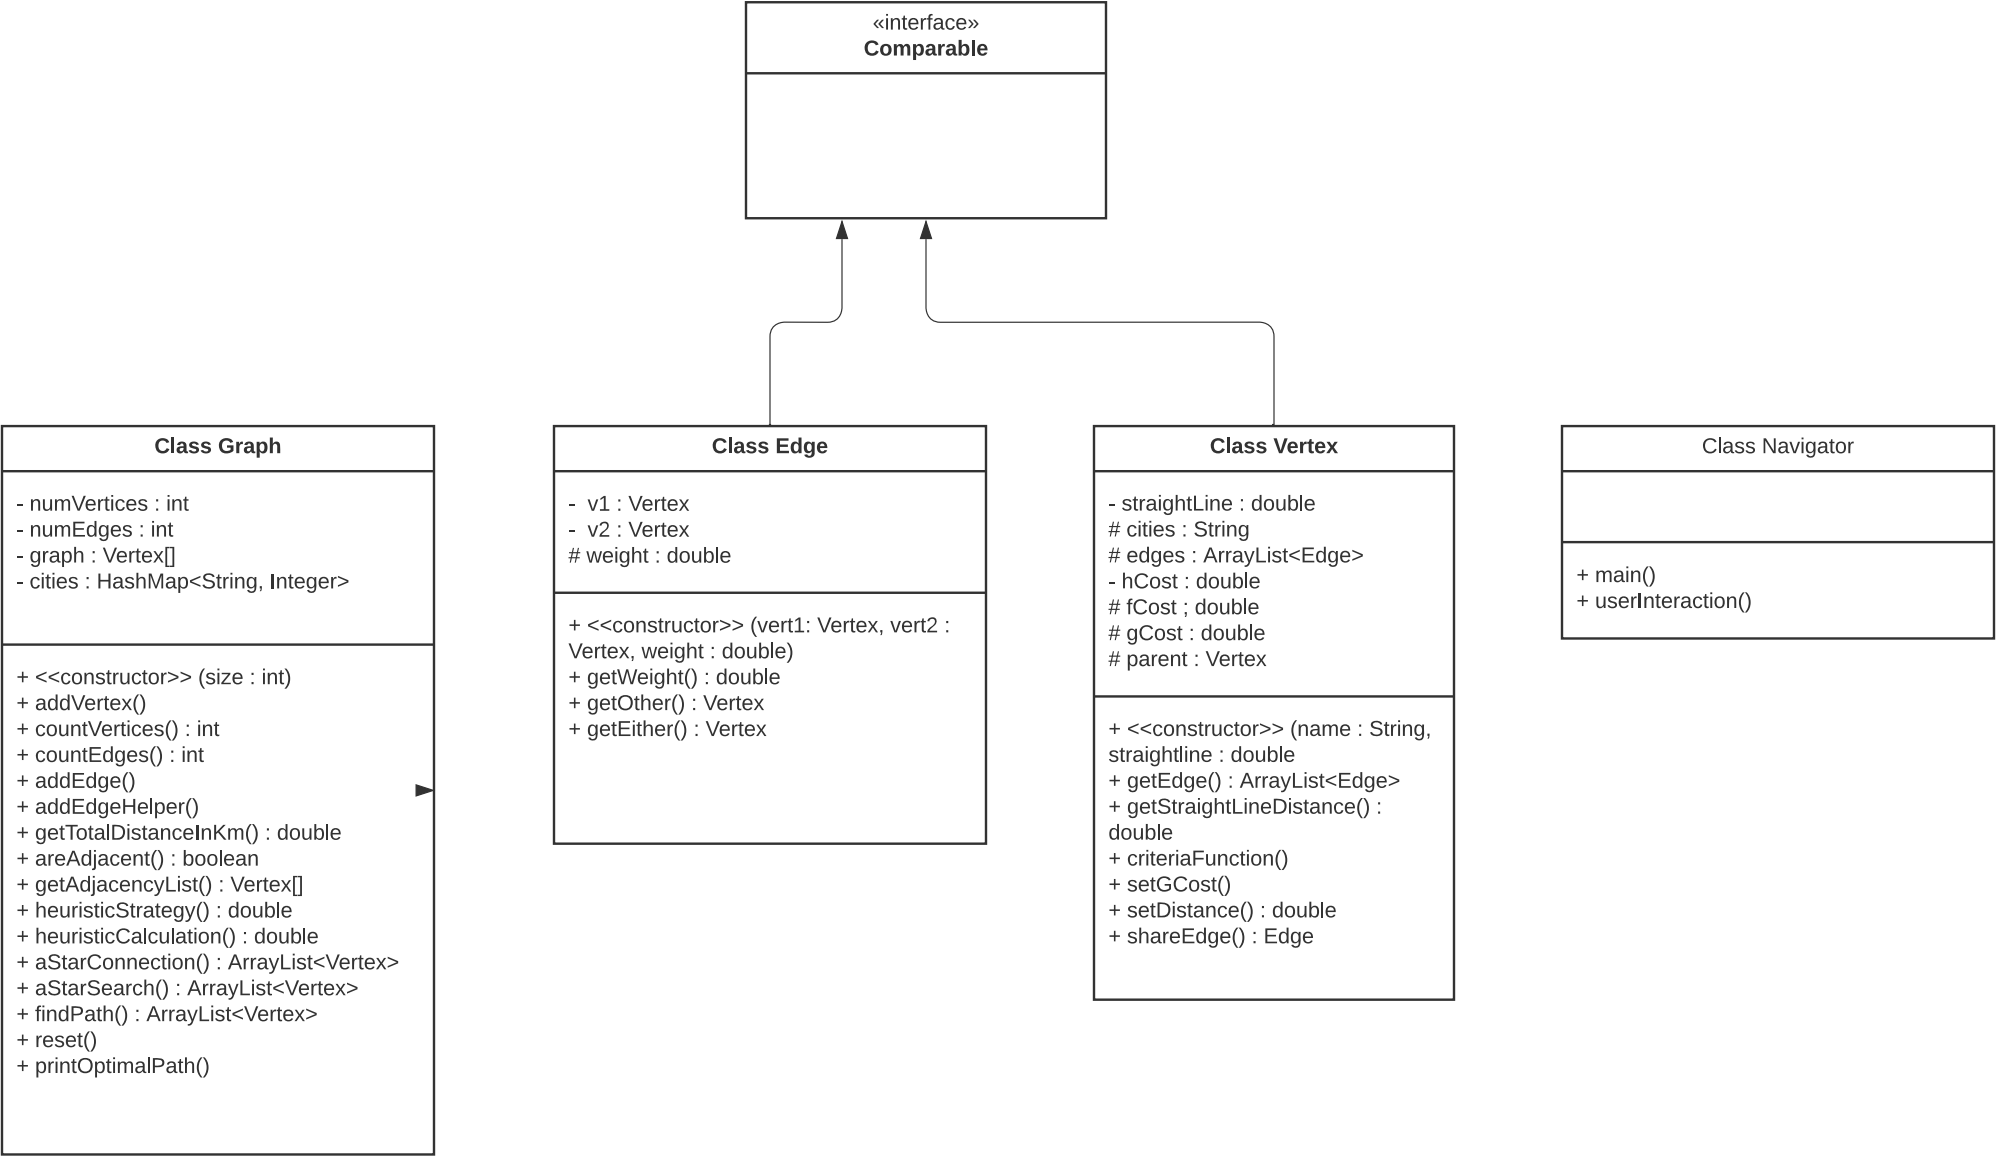 «interface»
Comparable
Class Graph
- numVertices : int
- numEdges : int
- graph : Vertex[]
- cities : HashMap<String, Integer>
+ <<constructor>> (size : int)
+ addVertex()
+ countVertices() : int
+ countEdges() : int
+ addEdge()
+ addEdgeHelper()
+ getTotalDistanceInKm() : double
+ areAdjacent() : boolean
+ getAdjacencyList() : Vertex[]
+ heuristicStrategy() : double
+ heuristicCalculation() : double
+ aStarConnection() : ArrayList<Vertex>
+ aStarSearch() : ArrayList<Vertex>
+ findPath() : ArrayList<Vertex>
+ reset()
+ printOptimalPath()
Class Edge
- v1 : Vertex
- v2 : Vertex
# weight : double
+ <<constructor>> (vert1: Vertex, vert2 :
Vertex, weight : double)
+ getWeight() : double
+ getOther() : Vertex
+ getEither() : Vertex
Class Vertex
- straightLine : double
# cities : String
# edges : ArrayList<Edge>
- hCost : double
# fCost ; double
# gCost : double
# parent : Vertex
+ <<constructor>> (name : String,
straightline : double
+ getEdge() : ArrayList<Edge>
+ getStraightLineDistance() :
double
+ criteriaFunction()
+ setGCost()
+ setDistance() : double
+ shareEdge() : Edge
Class Navigator
+ main()
+ userInteraction()